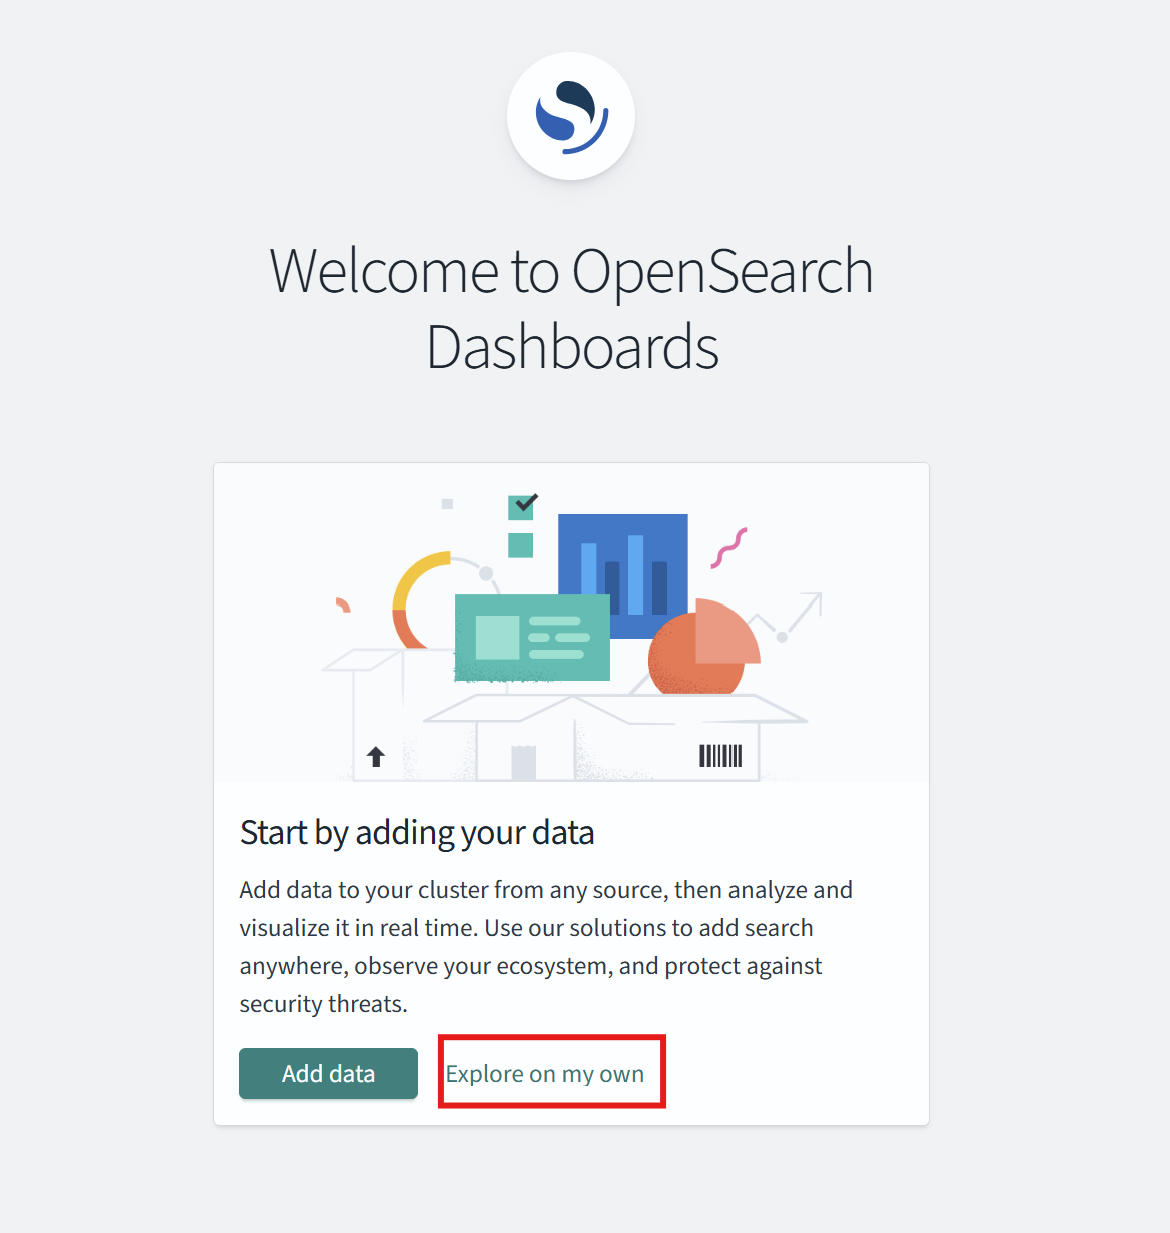 Welcome to OpenSearch
Dashboards
Start by adding your data
Add data to your cluster from any source, then analyze and
visualize it in real time. Use our solutions to add search
anywhere, observe your ecosystem, and protect against
security threats.
Add data
Explore on my own